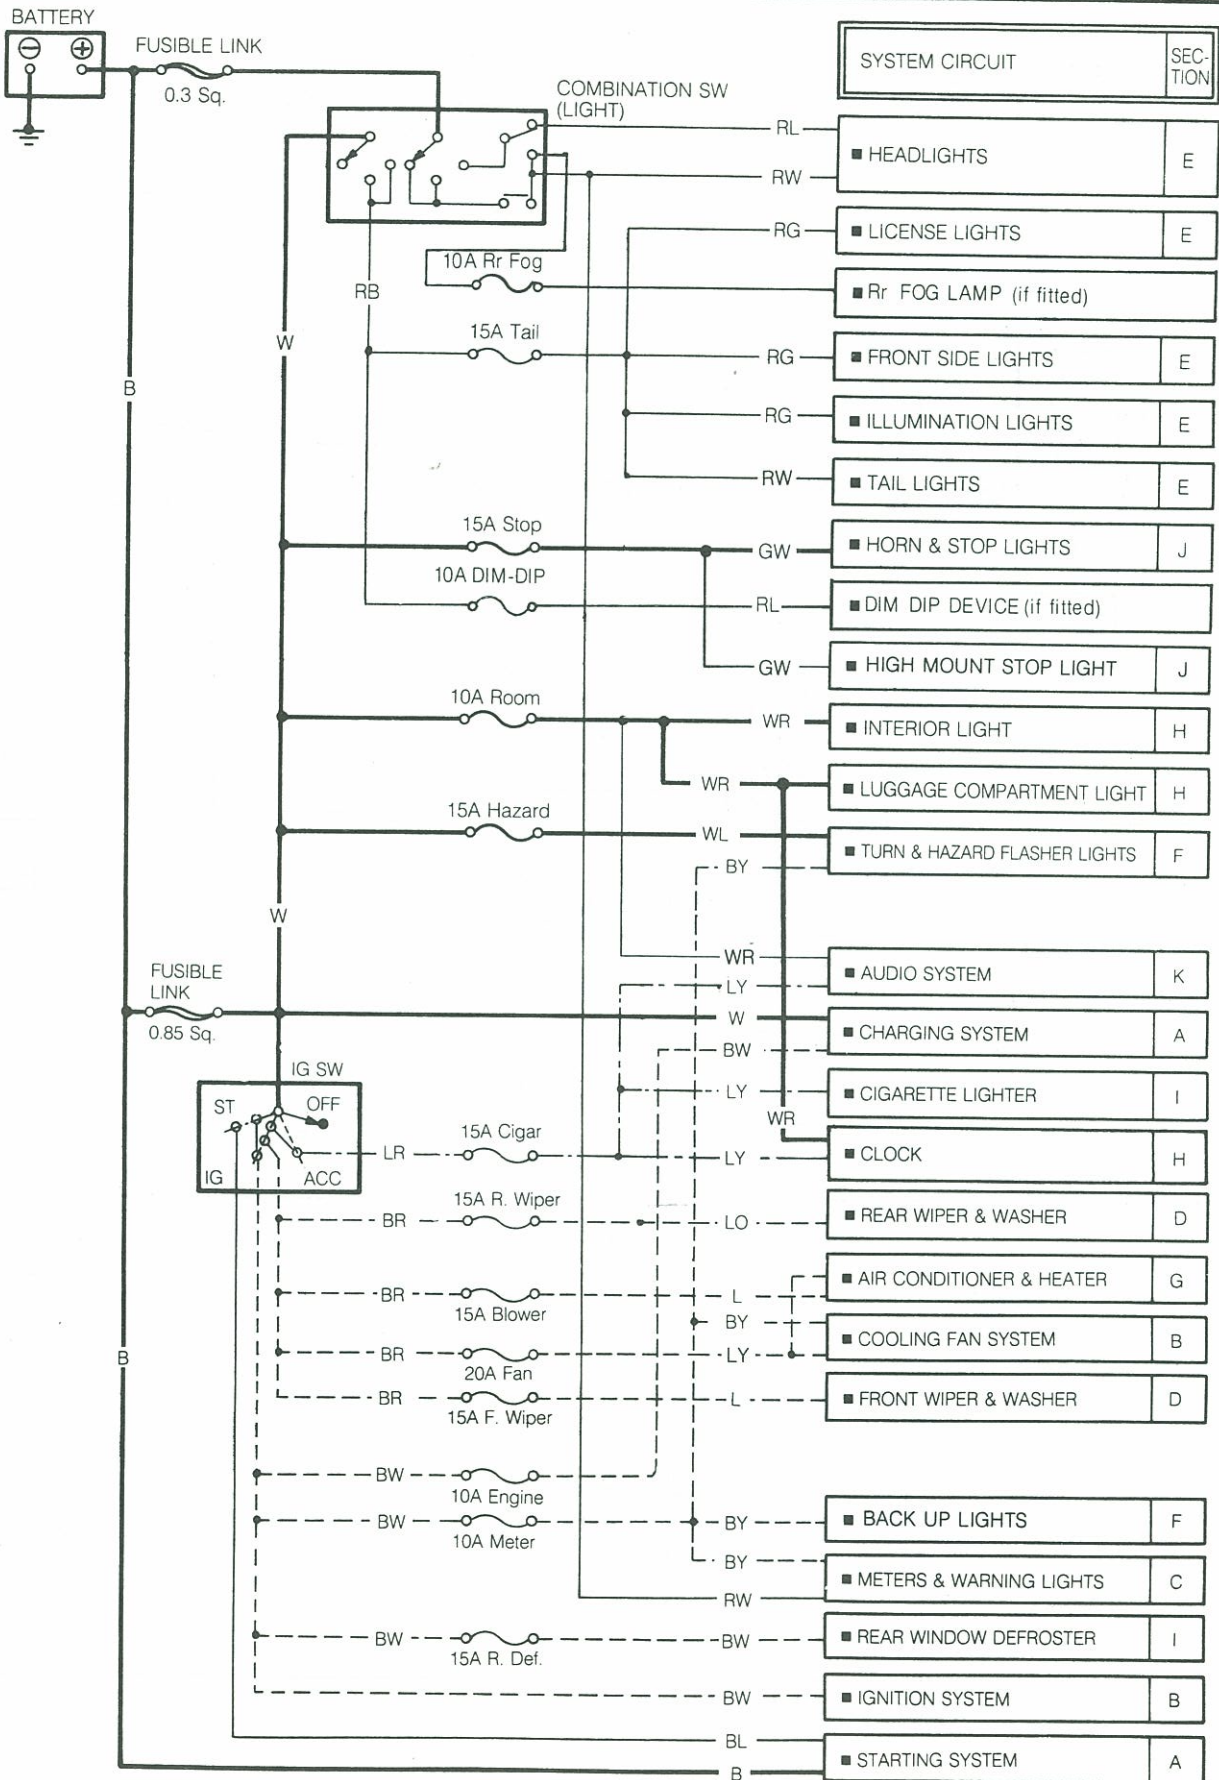 BATTERY
FUSIBLE LINK
0.3 Sq.
COMBINATION SW
(LIGHT)
SYSTEM CIRCUIT
SEC-
TION
RL
■ HEADLIGHTS
E
RW
RG
■ LICENSE LIGHTS
E
10A Rr Fog
■ Rr FOG LAMP (if fitted)
RB
W
15A Tail
RG
■ FRONT SIDE LIGHTS
E
B
RG
■ ILLUMINATION LIGHTS
E
RW
■ TAIL LIGHTS
E
15A Stop
GW
■ HORN & STOP LIGHTS
J
10A DIM-DIP
RL
■ DIM DIP DEVICE (if fitted)
GW
■ HIGH MOUNT STOP LIGHT
J
10A Room
WR
■ INTERIOR LIGHT
H
WR
■ LUGGAGE COMPARTMENT LIGHT
H
15A Hazard
WL
■ TURN & HAZARD FLASHER LIGHTS
F
BY
W
WR
■ AUDIO SYSTEM
K
LY
FUSIBLE
LINK
0.85 Sq.
W
■ CHARGING SYSTEM
A
BW
IG SW
ST
OFF
IG
ACC
LY
■ CIGARETTE LIGHTER
I
WR
LR
15A Cigar
LY
■ CLOCK
H
BR
15A R. Wiper
LO
■ REAR WIPER & WASHER
D
BR
15A Blower
L
■ AIR CONDITIONER & HEATER
G
BY
■ COOLING FAN SYSTEM
B
B
BR
20A Fan
LY
BR
15A F. Wiper
L
■ FRONT WIPER & WASHER
D
BW
10A Engine
BW
10A Meter
BY
■ BACK UP LIGHTS
F
BY
■ METERS & WARNING LIGHTS
C
RW
BW
15A R. Def.
BW
■ REAR WINDOW DEFROSTER
I
BW
■ IGNITION SYSTEM
B
BL
■ STARTING SYSTEM
A
B